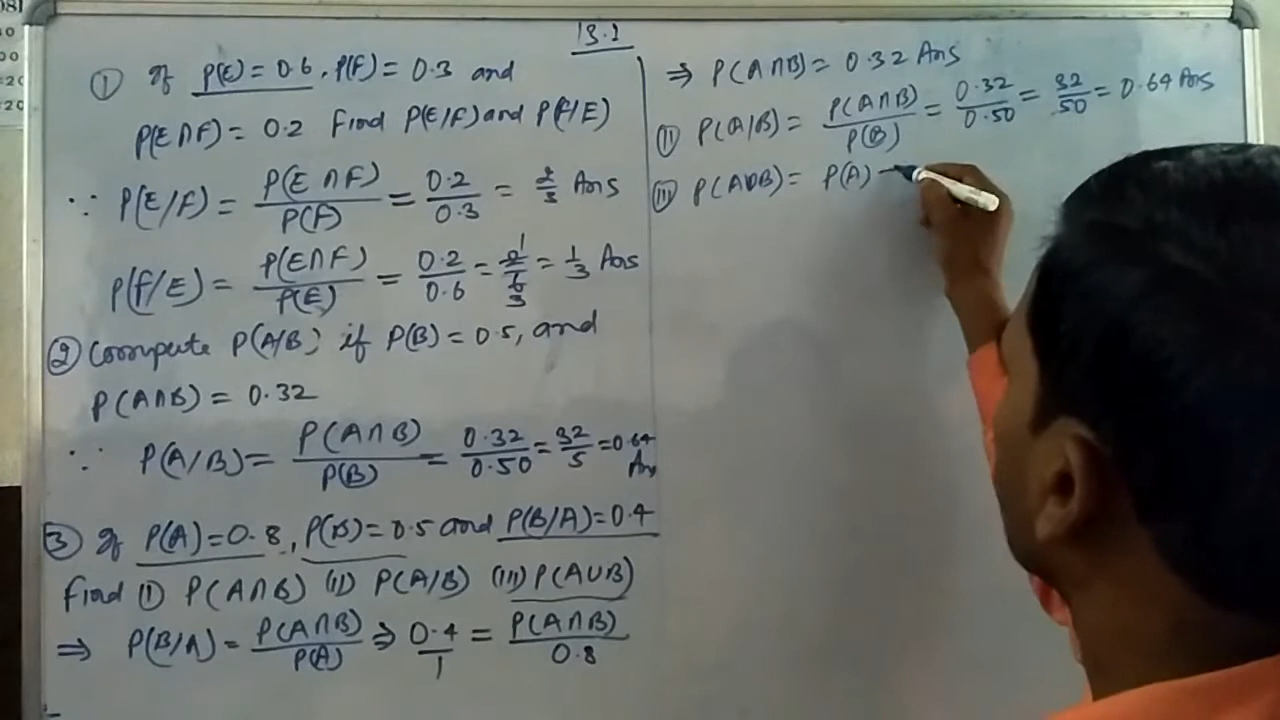 13.1
① If P(E) = 0.6, P(F) = 0.3 and
P(E∩F) = 0.2 Find P(E/F) and P(F/E)
∵ P(E/F) = P(E∩F)/P(F) = 0.2/0.3 = 2/3 Ans
P(F/E) = P(E∩F)/P(E) = 0.2/0.6 = 2/6 = 1/3 Ans
② Compute P(A/B) if P(B) = 0.5, and
P(A∩B) = 0.32
∵ P(A/B) = P(A∩B)/P(B) = 0.32/0.50 = 32/5 = 0.64
Ans
③ If P(A) = 0.8, P(B) = 0.5 and P(B/A) = 0.4
Find (I) P(A∩B) (II) P(A/B) (III) P(A∪B)
⇒ P(B/A) = P(A∩B)/P(A) ⇒ 0.4/1 = P(A∩B)/0.8
⇒ P(A∩B) = 0.32 Ans
(II) P(A/B) = P(A∩B)/P(B) = 0.32/0.50 = 32/50 = 0.64 Ans
(III) P(A∪B) = P(A) -